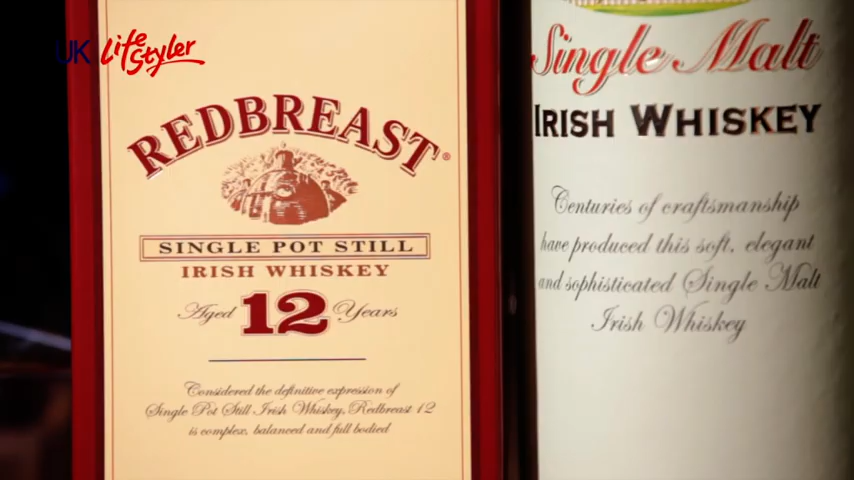 UK LifeStyler
REDBREAST®
SINGLE POT STILL
IRISH WHISKEY
Aged 12 Years
Considered the definitive expression of
Single Pot Still Irish Whiskey, Redbreast 12
is complex, balanced and full bodied
Single Malt
IRISH WHISKEY
Centuries of craftsmanship
have produced this soft, elegant
and sophisticated Single Malt
Irish Whiskey